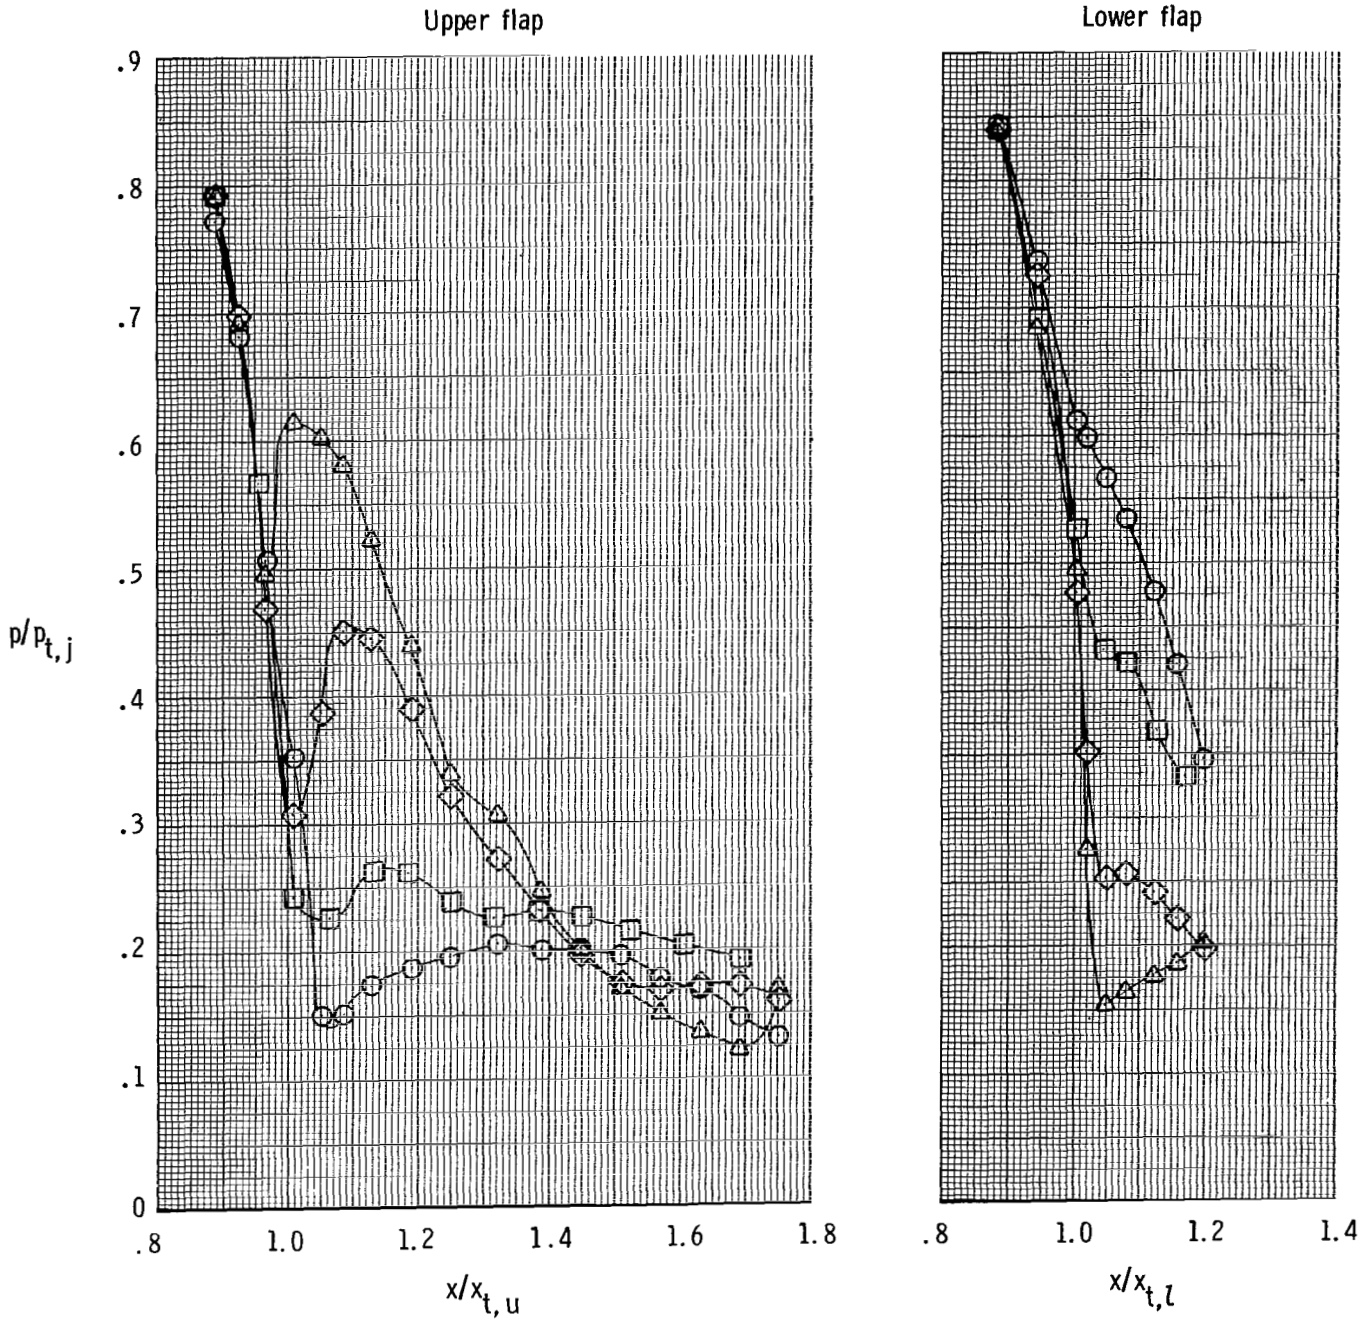 Upper flap
Lower flap
.9
.8
.7
.6
.5
.4
.3
.2
.1
0
p/p_{t,j}
.8 1.0 1.2 1.4 1.6 1.8
.8 1.0 1.2 1.4
x/x_{t,u}
x/x_{t,l}